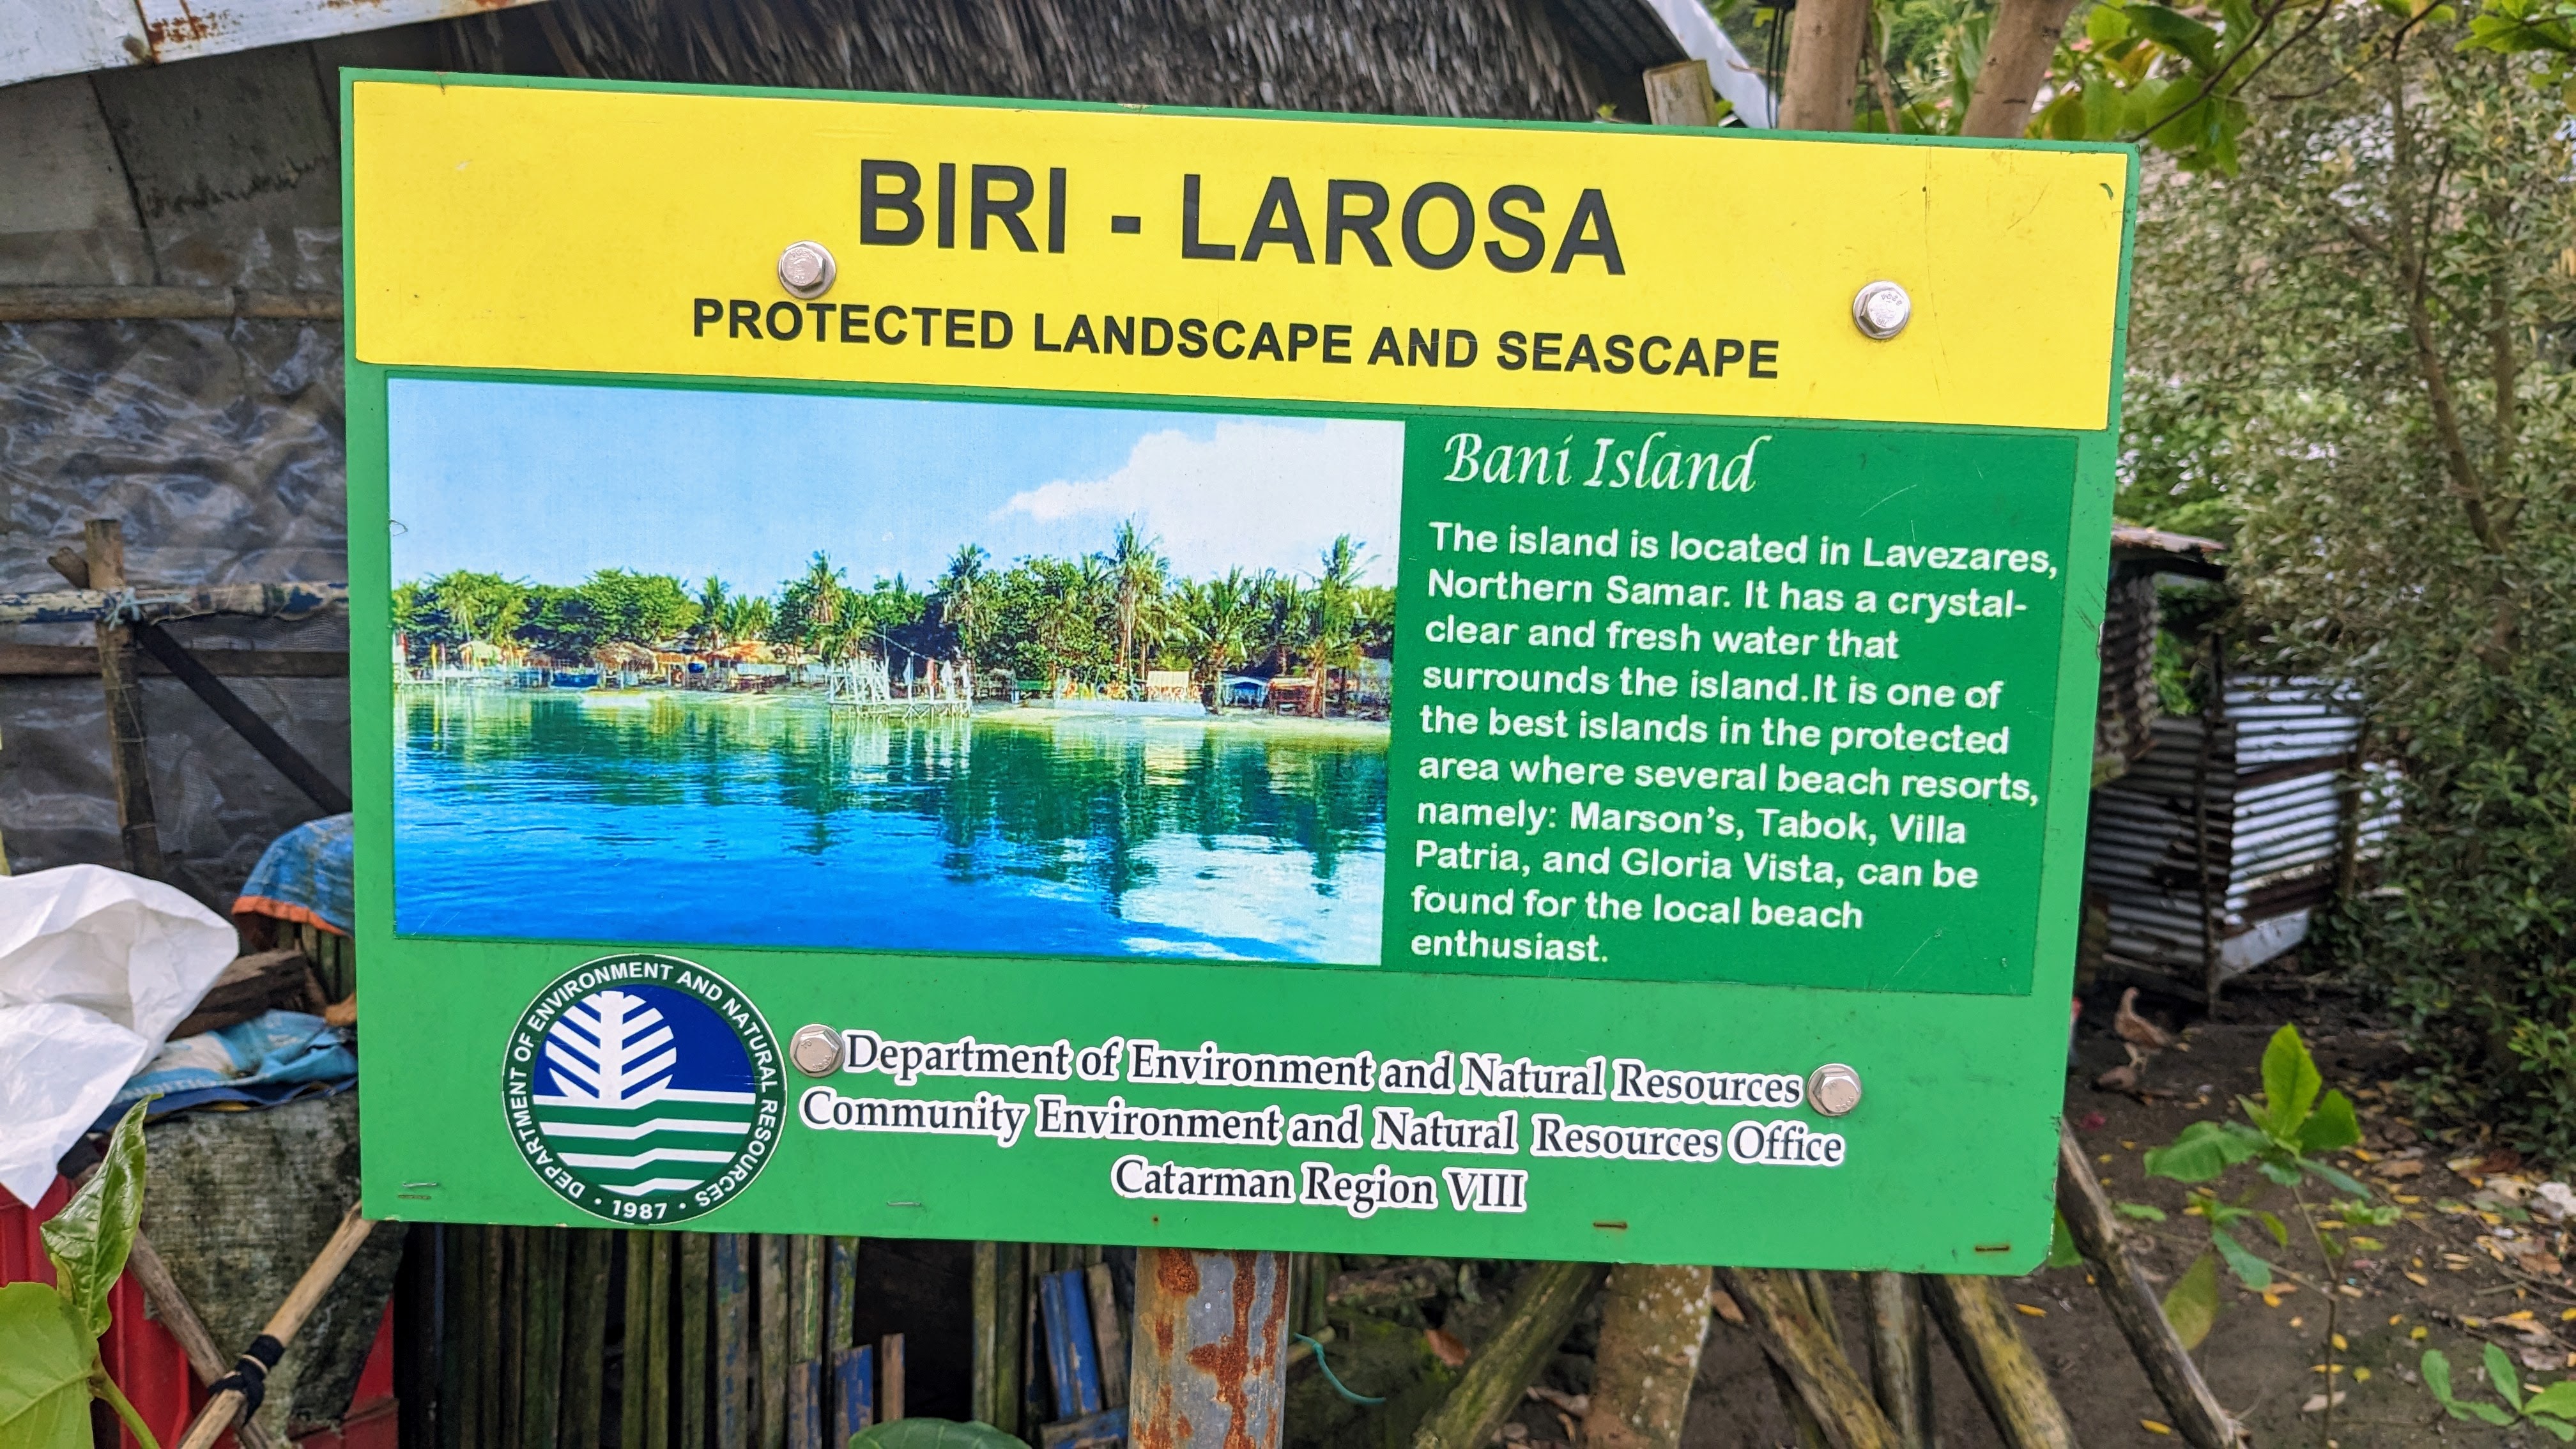 BIRI - LAROSA
PROTECTED LANDSCAPE AND SEASCAPE
Bani Island
The island is located in Lavezares,
Northern Samar. It has a crystal-
clear and fresh water that
surrounds the island.It is one of
the best islands in the protected
area where several beach resorts,
namely: Marson's, Tabok, Villa
Patria, and Gloria Vista, can be
found for the local beach
enthusiast.
DEPARTMENT OF ENVIRONMENT AND NATURAL RESOURCES
• 1987 •
Department of Environment and Natural Resources
Community Environment and Natural Resources Office
Catarman Region VIII